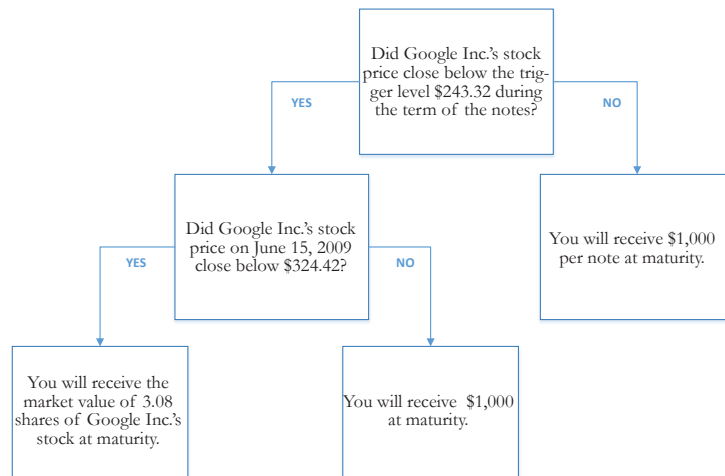 Did Google Inc.'s stock
price close below the trig-
ger level $243.32 during
the term of the notes?
YES
NO
Did Google Inc.'s stock
price on June 15, 2009
close below $324.42?
You will receive $1,000
per note at maturity.
YES
NO
You will receive the
market value of 3.08
shares of Google Inc.'s
stock at maturity.
You will receive $1,000
at maturity.